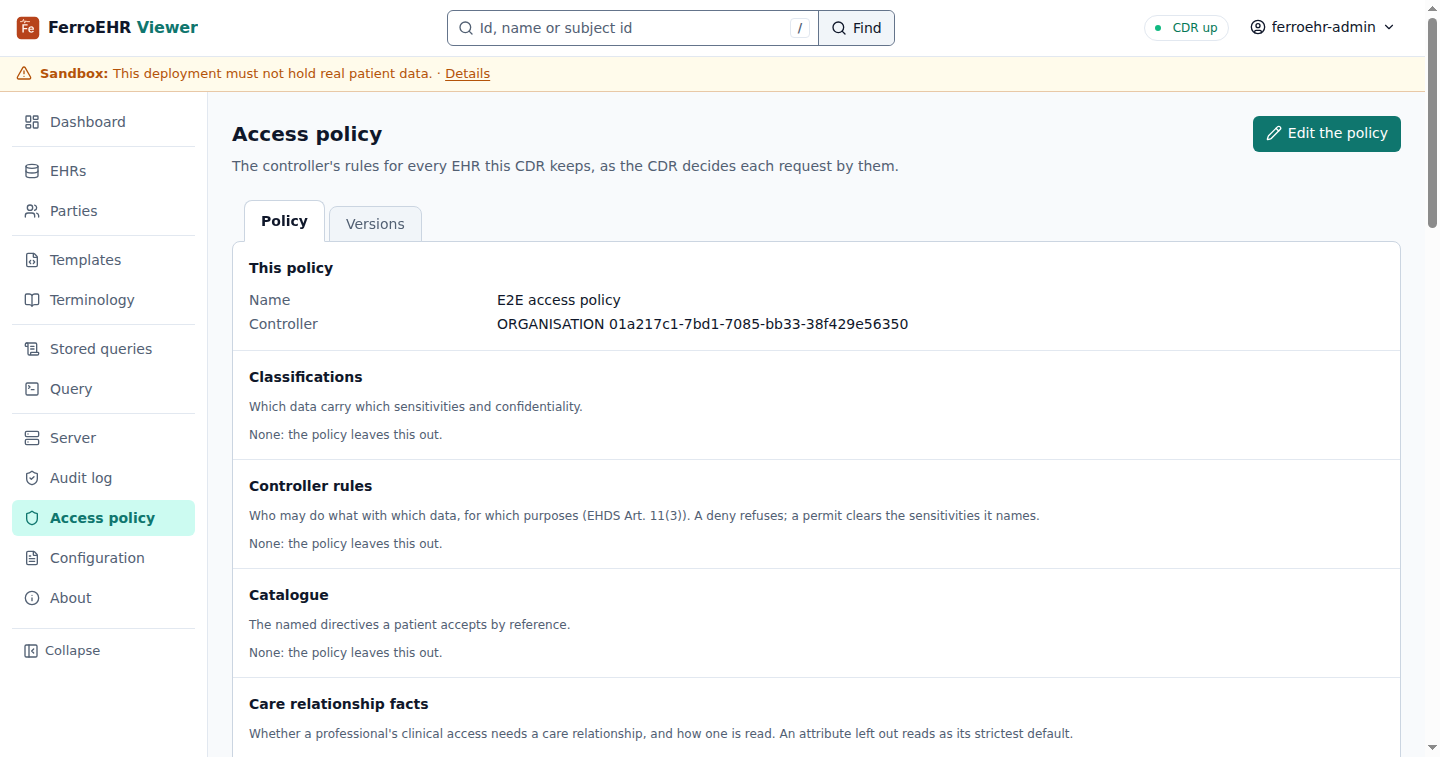 Fe FerroEHR Viewer
Id, name or subject id / Find
CDR up
ferroehr-admin
Sandbox: This deployment must not hold real patient data. · Details
Dashboard
EHRs
Parties
Templates
Terminology
Stored queries
Query
Server
Audit log
Access policy
Configuration
About
Collapse
Access policy
Edit the policy
The controller's rules for every EHR this CDR keeps, as the CDR decides each request by them.
Policy Versions
This policy
Name E2E access policy
Controller ORGANISATION 01a217c1-7bd1-7085-bb33-38f429e56350
Classifications
Which data carry which sensitivities and confidentiality.
None: the policy leaves this out.
Controller rules
Who may do what with which data, for which purposes (EHDS Art. 11(3)). A deny refuses; a permit clears the sensitivities it names.
None: the policy leaves this out.
Catalogue
The named directives a patient accepts by reference.
None: the policy leaves this out.
Care relationship facts
Whether a professional's clinical access needs a care relationship, and how one is read. An attribute left out reads as its strictest default.